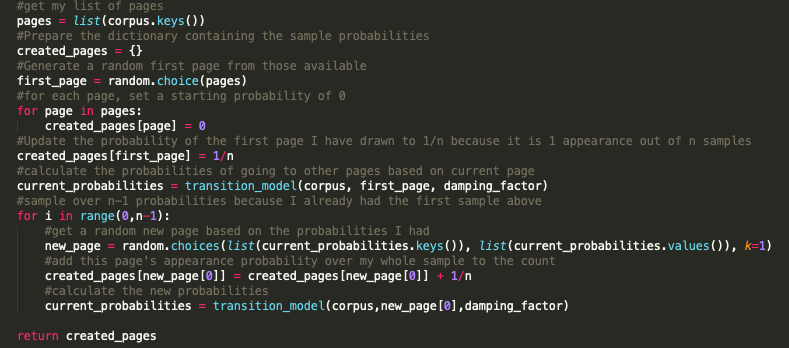 #get my list of pages
pages = list(corpus.keys())
#Prepare the dictionary containing the sample probabilities
created_pages = {}
#Generate a random first page from those available
first_page = random.choice(pages)
#for each page, set a starting probability of 0
for page in pages:
    created_pages[page] = 0
#Update the probability of the first page I have drawn to 1/n because it is 1 appearance out of n samples
created_pages[first_page] = 1/n
#calculate the probabilities of going to other pages based on current page
current_probabilities = transition_model(corpus, first_page, damping_factor)
#sample over n-1 probabilities because I already had the first sample above
for i in range(0,n-1):
    #get a random new page based on the probabilities I had
    new_page = random.choices(list(current_probabilities.keys()), list(current_probabilities.values()), k=1)
    #add this page's appearance probability over my whole sample to the count
    created_pages[new_page[0]] = created_pages[new_page[0]] + 1/n
    #calculate the new probabilities
    current_probabilities = transition_model(corpus,new_page[0],damping_factor)
return created_pages